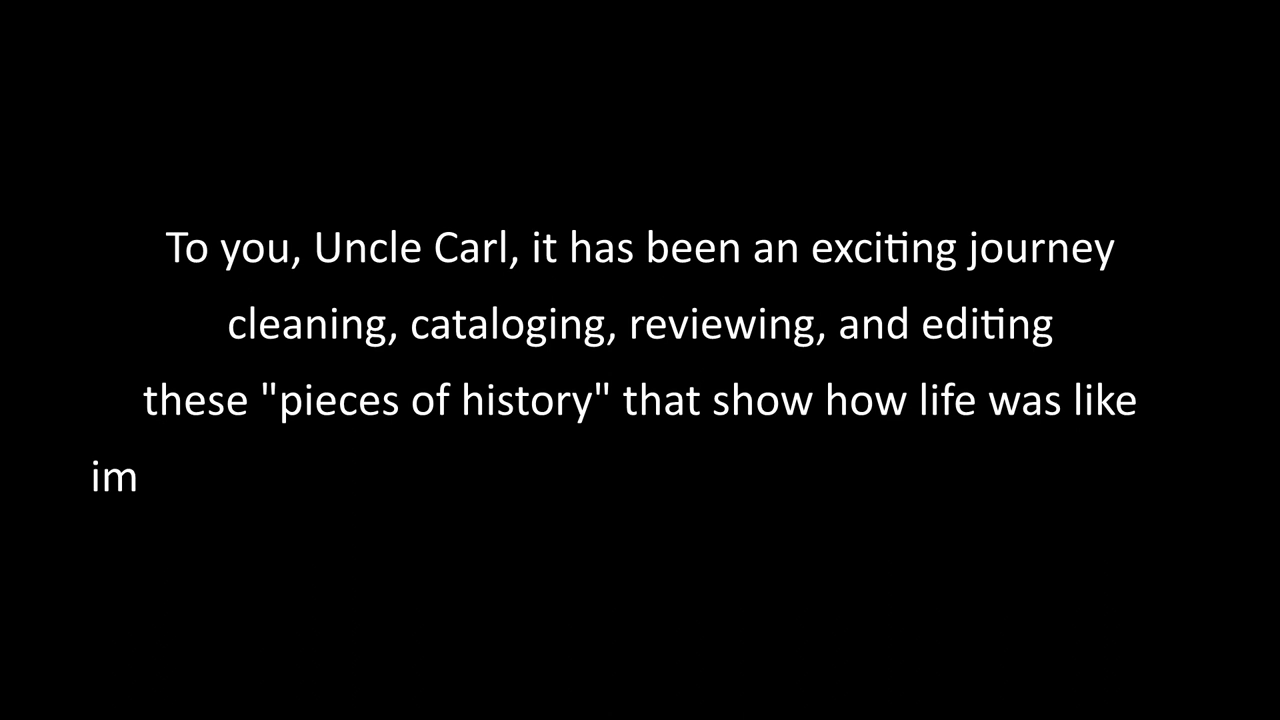 To you, Uncle Carl, it has been an exciting journey
cleaning, cataloging, reviewing, and editing
these "pieces of history" that show how life was like
im